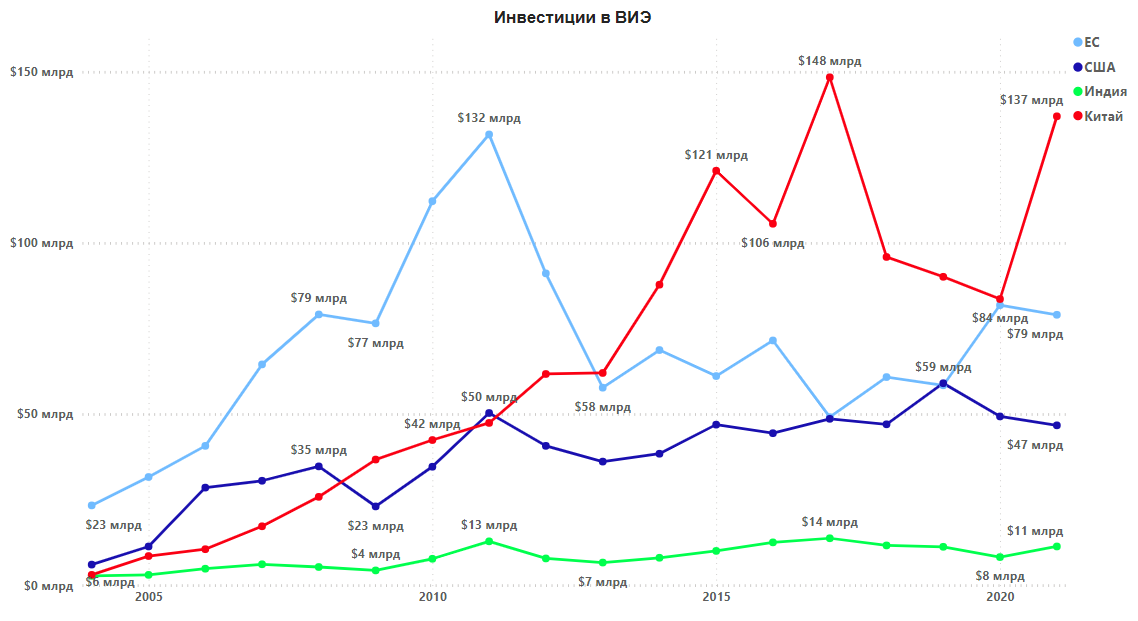 Инвестиции в ВИЭ
ЕС
США
Индия
Китай
$150 млрд
$100 млрд
$50 млрд
$0 млрд
$148 млрд
$137 млрд
$132 млрд
$121 млрд
$106 млрд
$79 млрд
$77 млрд
$84 млрд
$79 млрд
$59 млрд
$50 млрд
$58 млрд
$42 млрд
$35 млрд
$47 млрд
$23 млрд
$23 млрд
$13 млрд
$14 млрд
$11 млрд
$4 млрд
$6 млрд
$7 млрд
$8 млрд
2005
2010
2015
2020